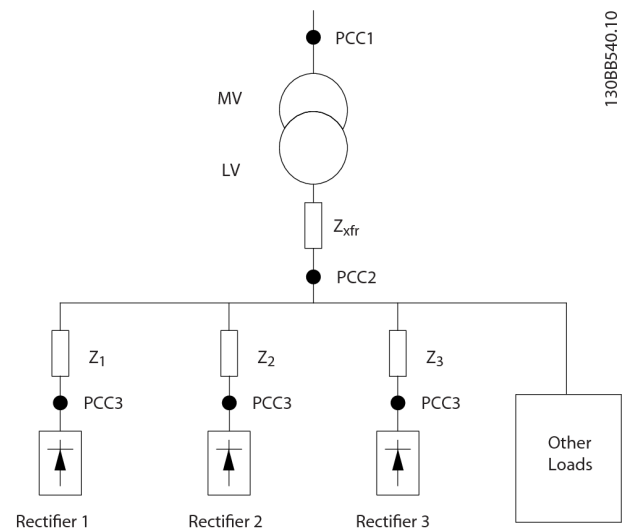 PCC1
130BB540.10
MV
LV
Zxfr
PCC2
Z1
Z2
Z3
PCC3
PCC3
PCC3
Other
Loads
Rectifier 1
Rectifier 2
Rectifier 3